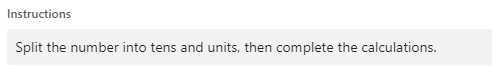 Instructions
Split the number into tens and units, then complete the calculations.